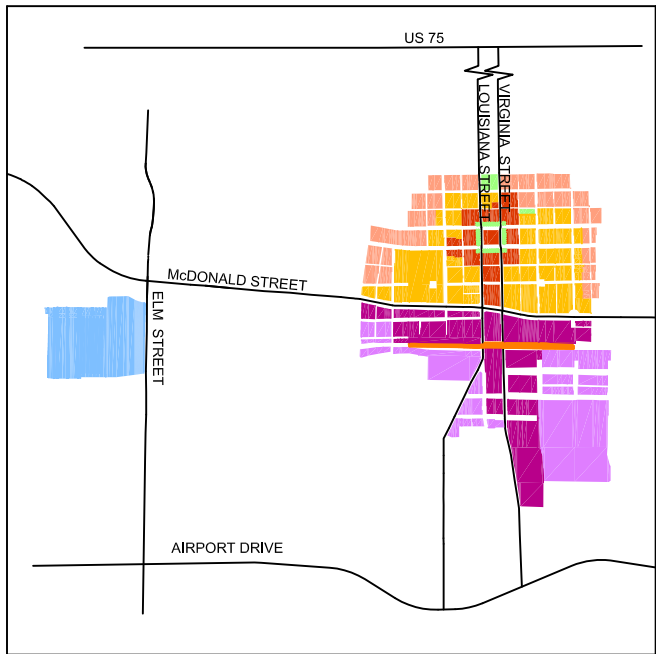 US 75
LOUISIANA STREET
VIRGINIA STREET
McDONALD STREET
ELM STREET
AIRPORT DRIVE